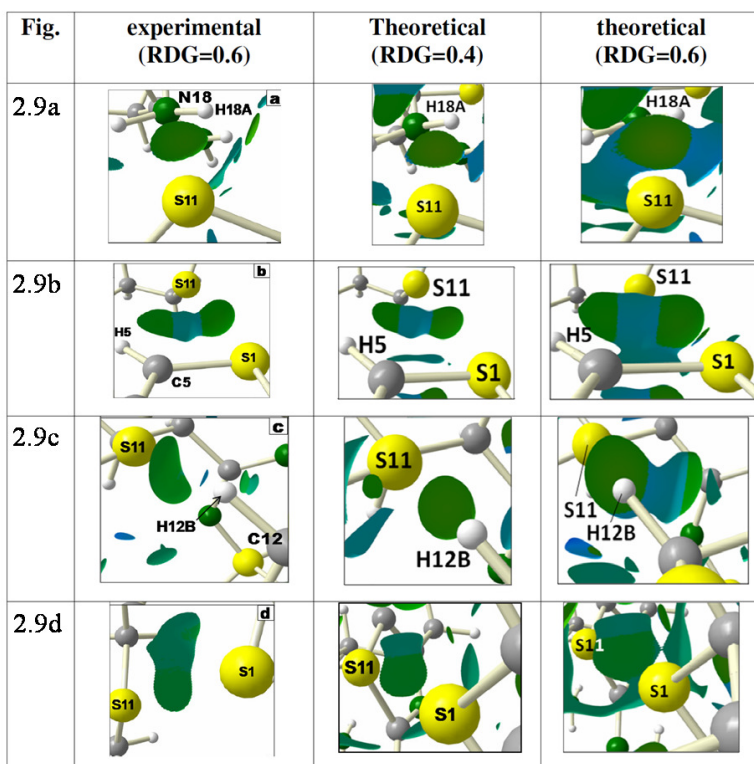 Fig. experimental Theoretical theoretical
(RDG=0.6) (RDG=0.4) (RDG=0.6)
2.9a
N18 a
H18A
S11
H18A
S11
H18A
S11
2.9b
S11 b
H5
S1
C5
S11
H5
S1
S11
H5
S1
2.9c
S11 c
H12B
C12
S11
H12B
S11
H12B
2.9d
d
S1
S11
S11
S1
S11
S1